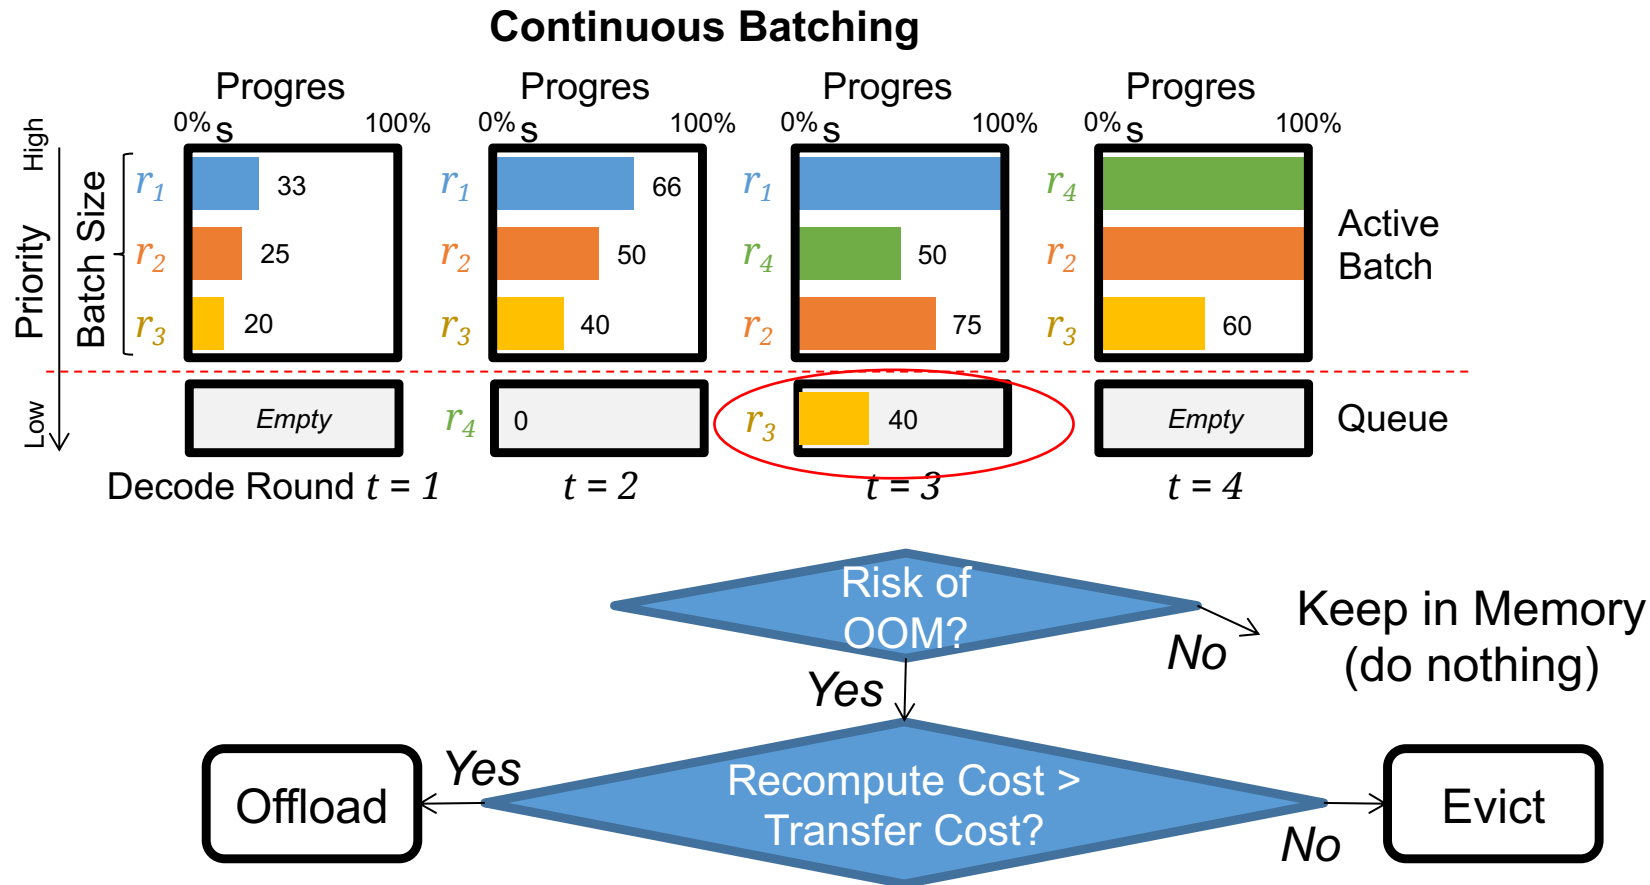 Continuous Batching
Progres
s
0%
100%
Progres
s
0%
100%
Progres
s
0%
100%
Progres
s
0%
100%
High
Priority
Low
Batch Size
r1
33
r2
25
r3
20
r1
66
r2
50
r3
40
r1
r4
50
r2
75
r4
r2
r3
60
Active
Batch
Empty
r4
0
r3
40
Empty
Queue
Decode Round t = 1
t = 2
t = 3
t = 4
Risk of
OOM?
No
Keep in Memory
(do nothing)
Yes
Recompute Cost >
Transfer Cost?
Yes
Offload
No
Evict